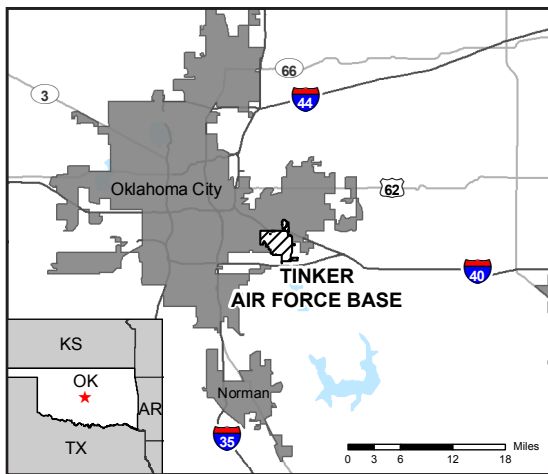 66
3
44
Oklahoma City
62
TINKER
AIR FORCE BASE
40
KS
OK
AR
TX
Norman
35
Miles
0 3 6 12 18